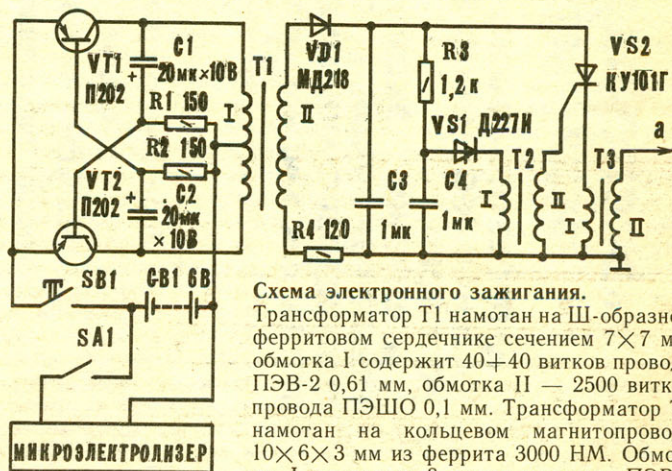 VT1
П202
C1
20мк×10В
R1 150
R2 150
VT2
П202
C2
20мк
×10В
I
T1
II
VD1
МД218
R3
1,2к
VS1 Д227И
VS2
КУ101Г
a
C3
1мк
C4
1мк
T2
I
II
T3
I
II
R4 120
SB1
GB1 6В
SA1
МИКРОЭЛЕКТРОЛИЗЕР
Схема электронного зажигания.
Трансформатор Т1 намотан на Ш-образно
ферритовом сердечнике сечением 7×7 м
обмотка I содержит 40+40 витков провод
ПЭВ-2 0,61 мм, обмотка II — 2500 витк
провода ПЭШО 0,1 мм. Трансформатор
намотан на кольцевом магнитопрово
10×6×3 мм из феррита 3000 НМ. Обмо